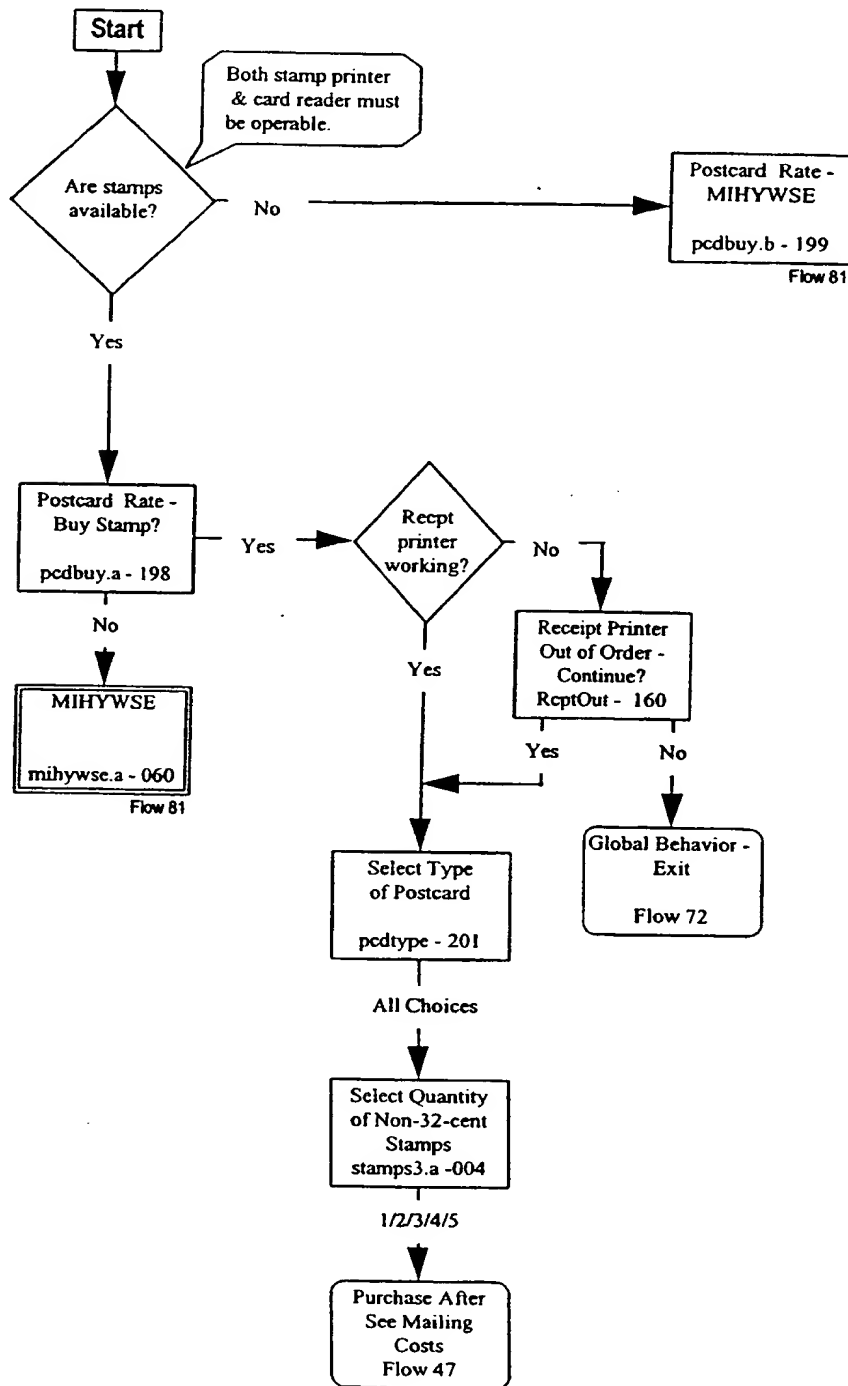 Start
Both stamp printer
& card reader must
be operable.
Are stamps
available?
No
Postcard Rate -
MIHYWSE
pcdbuy.b - 199
Flow 81
Yes
Postcard Rate -
Buy Stamp?
pcdbuy.a - 198
Yes
Recpt
printer
working?
No
No
Receipt Printer
Out of Order -
Continue?
RcptOut - 160
Yes
MIHYWSE
mihywse.a - 060
Flow 81
Yes
No
Global Behavior -
Exit
Flow 72
Select Type
of Postcard
pcdtype - 201
All Choices
Select Quantity
of Non-32-cent
Stamps
stamps3.a -004
1/2/3/4/5
Purchase After
See Mailing
Costs
Flow 47